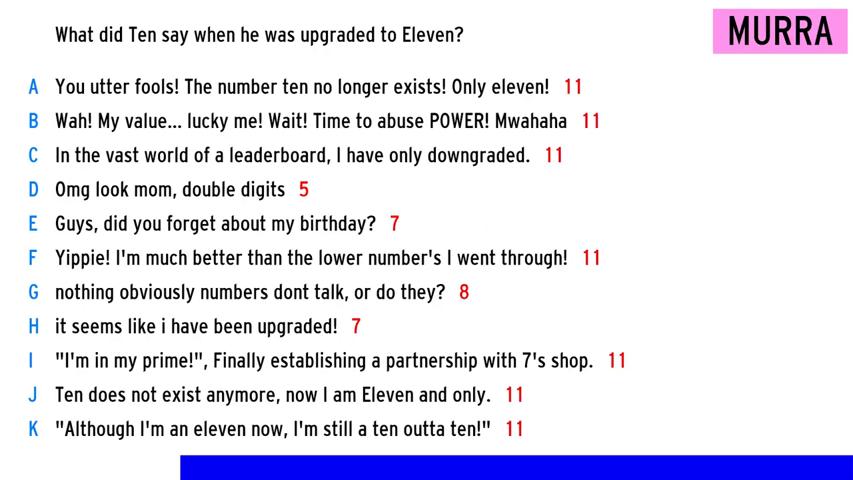 What did Ten say when he was upgraded to Eleven?
MURRA
A You utter fools! The number ten no longer exists! Only eleven! 11
B Wah! My value... lucky me! Wait! Time to abuse POWER! Mwahaha 11
C In the vast world of a leaderboard, I have only downgraded. 11
D Omg look mom, double digits 5
E Guys, did you forget about my birthday? 7
F Yippie! I'm much better than the lower number's I went through! 11
G nothing obviously numbers dont talk, or do they? 8
H it seems like i have been upgraded! 7
I "I'm in my prime!", Finally establishing a partnership with 7's shop. 11
J Ten does not exist anymore, now I am Eleven and only. 11
K "Although I'm an eleven now, I'm still a ten outta ten!" 11